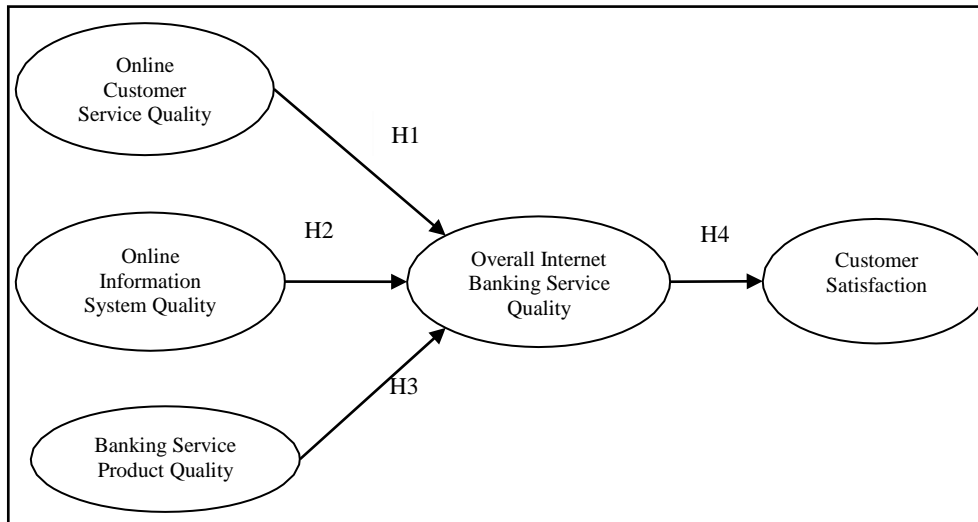 Online
Customer
Service Quality
H1
H2
Online
Information
System Quality
Overall Internet
Banking Service
Quality
H4
Customer
Satisfaction
H3
Banking Service
Product Quality